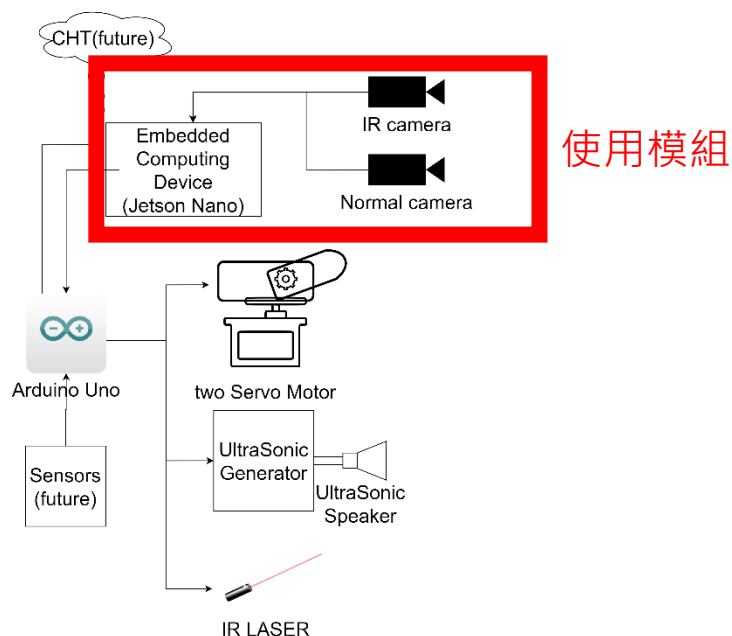 CHT(future)
IR camera
Embedded
Computing
Device
(Jetson Nano)
Normal camera
使用模組
Arduino Uno
two Servo Motor
UltraSonic
Generator
UltraSonic
Speaker
Sensors
(future)
IR LASER